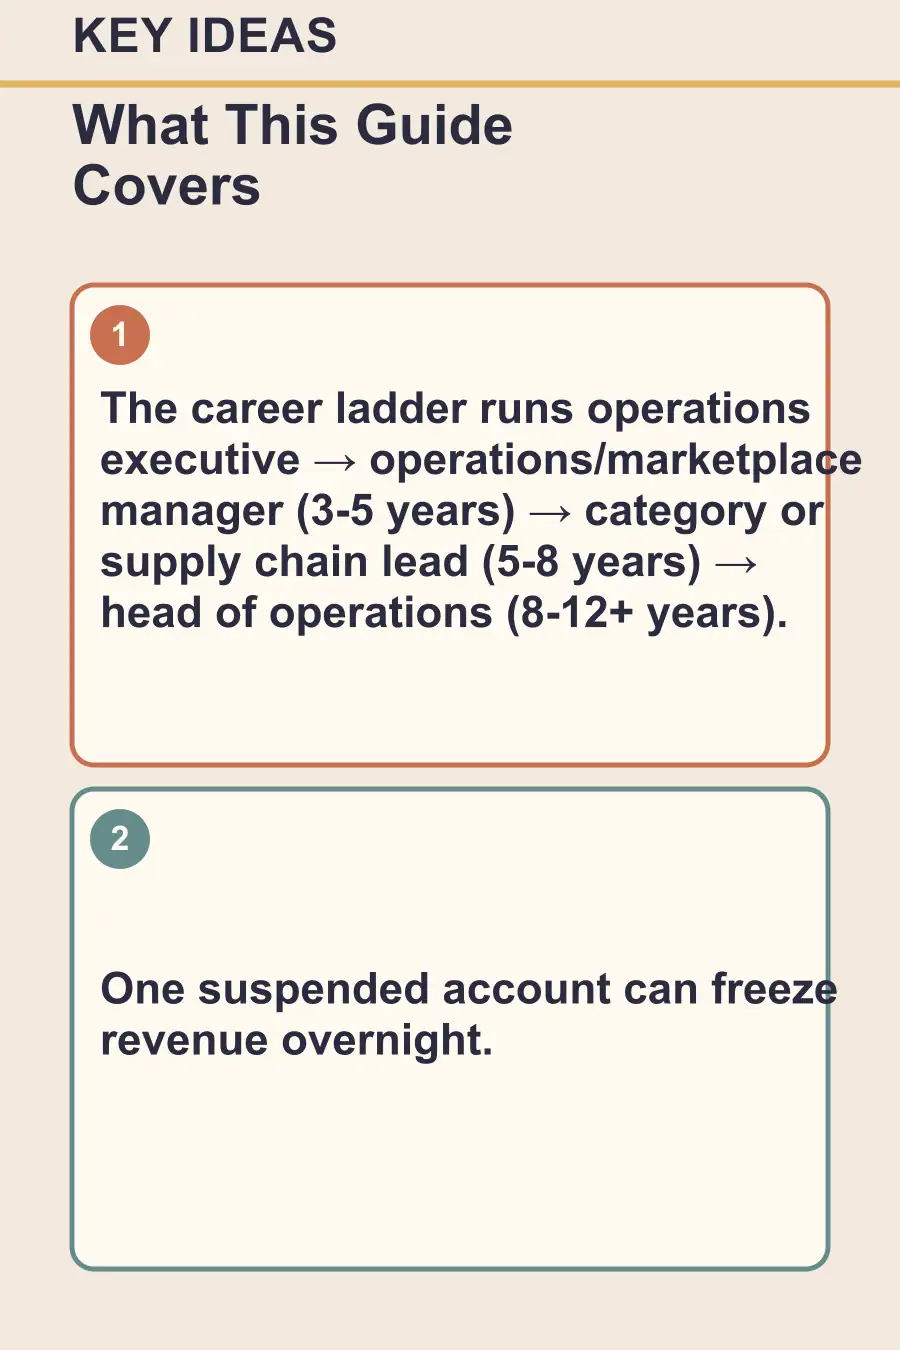 KEY IDEAS
What This Guide
Covers
1
The career ladder runs operations
executive → operations/marketplace
manager (3-5 years) → category or
supply chain lead (5-8 years) →
head of operations (8-12+ years).
2
One suspended account can freeze
revenue overnight.